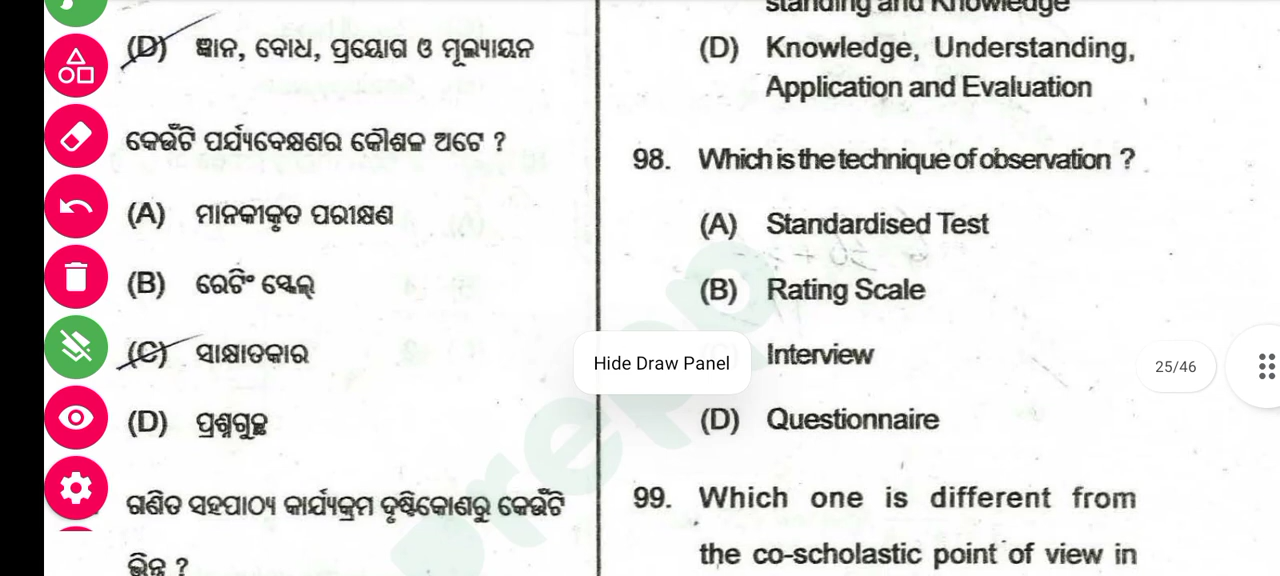 (D) ଜ୍ଞାନ, ବୋଧ, ପ୍ରୟୋଗ ଓ ମୂଲ୍ୟାୟନ
କେଉଁଟି ପର୍ଯ୍ୟବେକ୍ଷଣର କୌଶଳ ଅଟେ ?
(A) ମାନକୀକୃତ ପରୀକ୍ଷଣ
(B) ରେଟିଂ ସ୍କେଲ୍
(C) ସାକ୍ଷାତକାର
(D) ପ୍ରଶ୍ନଗୁଚ୍ଛ
ଗଣିତ ସହପାଠ୍ୟ କାର୍ଯ୍ୟକ୍ରମ ଦୃଷ୍ଟିକୋଣରୁ କେଉଁଟି
ଭିନ୍ନ ?
standing and Knowledge
(D) Knowledge, Understanding,
Application and Evaluation
98. Which is the technique of observation ?
(A) Standardised Test
(B) Rating Scale
Interview
(D) Questionnaire
99. Which one is different from
the co-scholastic point of view in
Hide Draw Panel
25/46
prepp